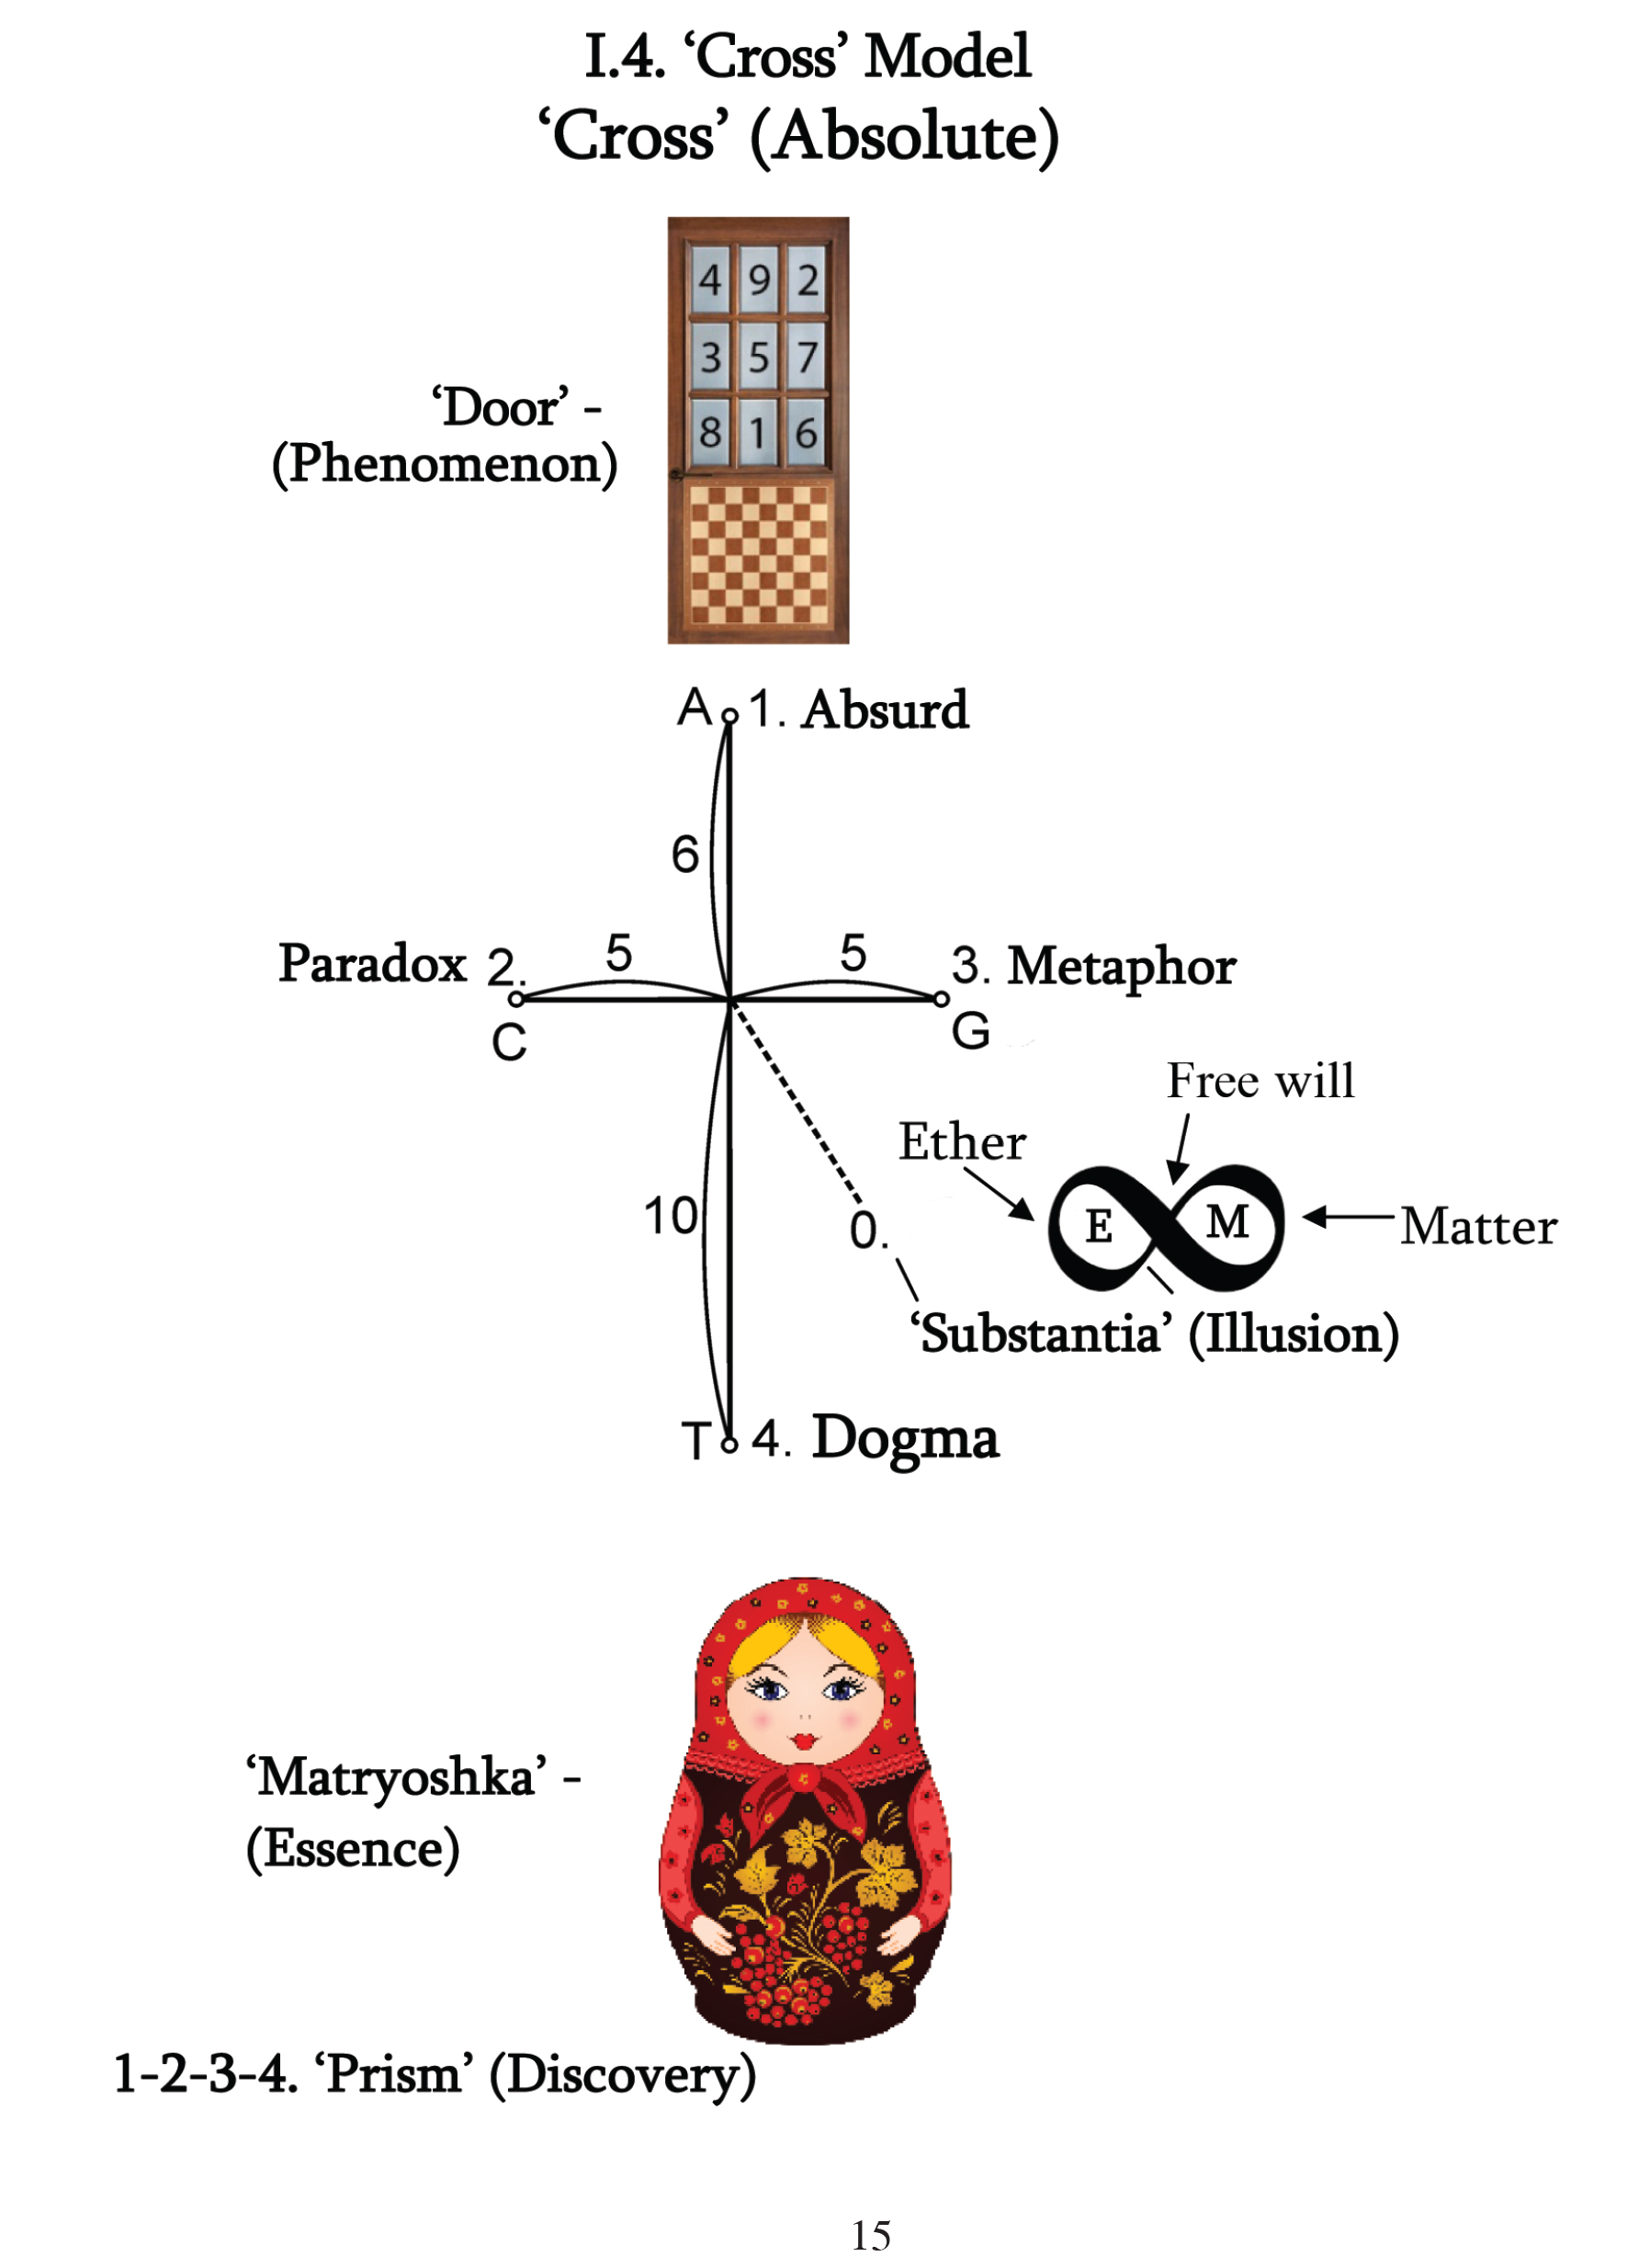 I.4. ‘Cross’ Model
‘Cross’ (Absolute)
4 9 2
3 5 7
8 1 6
‘Door’ -
(Phenomenon)
A 1. Absurd
6
Paradox 2. 5 5 3. Metaphor
C G
Free will
Ether
E M
Matter
10
0.
‘Substantia’ (Illusion)
T 4. Dogma
‘Matryoshka’ -
(Essence)
1-2-3-4. ‘Prism’ (Discovery)
15